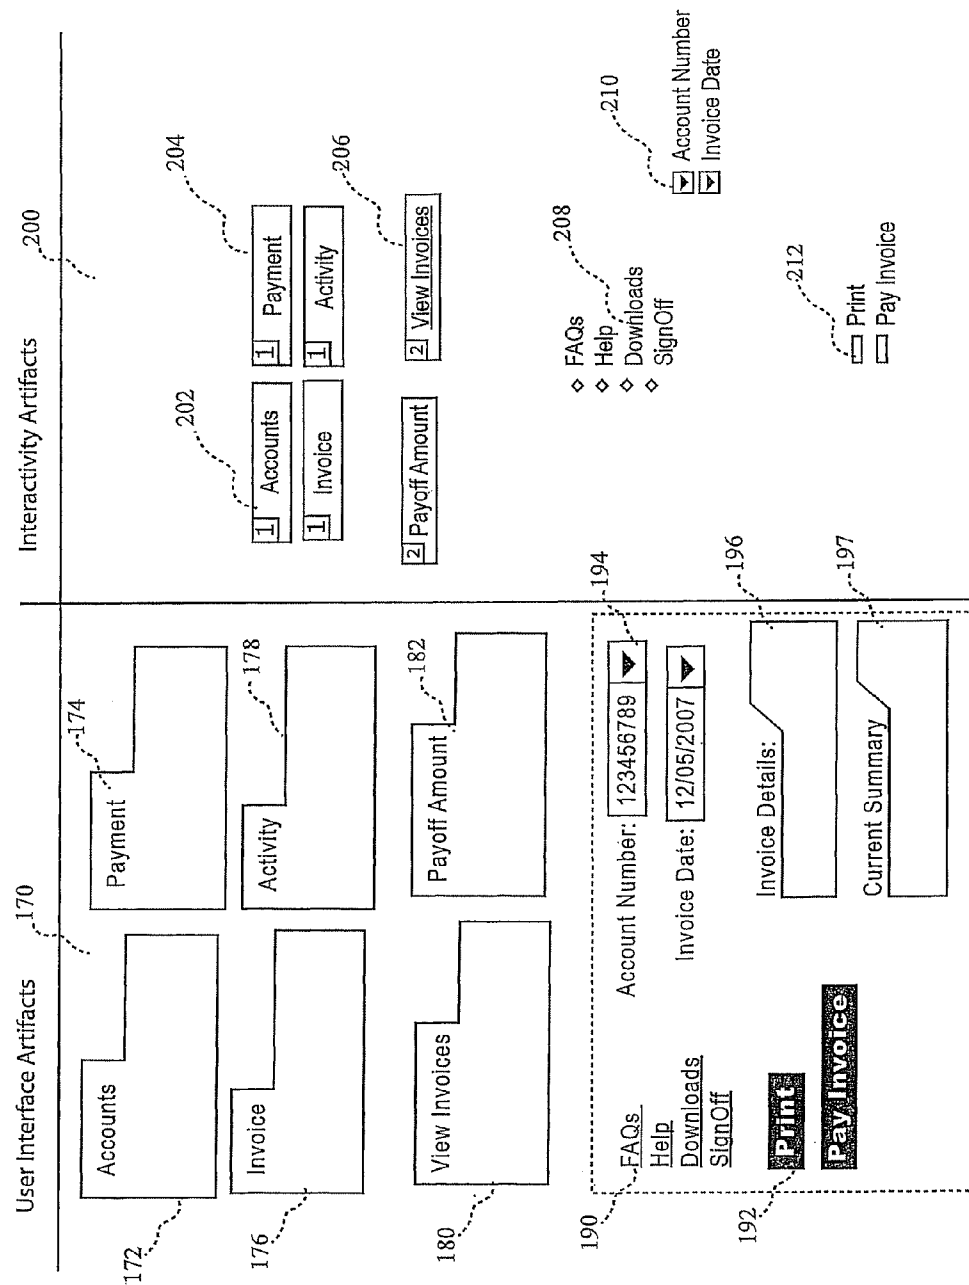 User Interface Artifacts
Interactivity Artifacts
170
200
172
Accounts
174
Payment
176
Invoice
178
Activity
180
View Invoices
182
Payoff Amount
190
FAQs
Help
Downloads
SignOff
192
Print
Pay Invoice
Account Number: 123456789
194
Invoice Date: 12/05/2007
Invoice Details:
196
Current Summary
197
202
1 Accounts
204
1 Payment
1 Invoice
1 Activity
2 Payoff Amount
206
2 View Invoices
208
FAQs
Help
Downloads
SignOff
210
Account Number
Invoice Date
212
Print
Pay Invoice